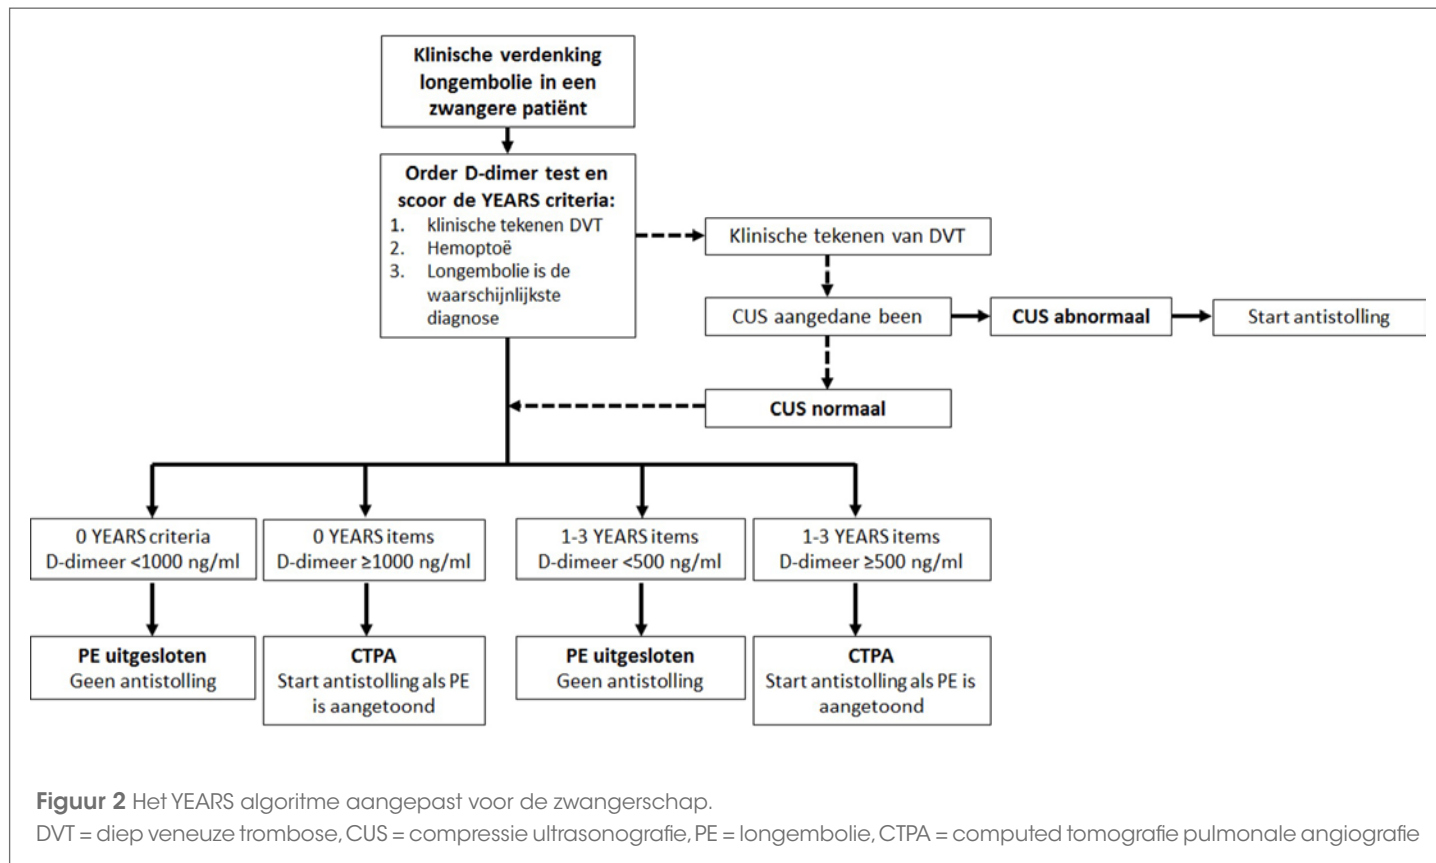 Klinische verdenking
longembolie in een
zwangere patiënt
Order D-dimer test en
scoor de YEARS criteria:
1. klinische tekenen DVT
2. Hemoptoë
3. Longembolie is de
waarschijnlijkste
diagnose
Klinische tekenen van DVT
CUS aangedane been
CUS abnormaal
Start antistolling
CUS normaal
0 YEARS criteria
D-dimeer <1000 ng/ml
0 YEARS items
D-dimeer ≥1000 ng/ml
1-3 YEARS items
D-dimeer <500 ng/ml
1-3 YEARS items
D-dimeer ≥500 ng/ml
PE uitgesloten
Geen antistolling
CTPA
Start antistolling als PE
is aangetoond
PE uitgesloten
Geen antistolling
CTPA
Start antistolling als PE is
aangetoond
Figuur 2 Het YEARS algoritme aangepast voor de zwangerschap.
DVT = diep veneuze trombose, CUS = compressie ultrasonografie, PE = longembolie, CTPA = computed tomografie pulmonale angiografie